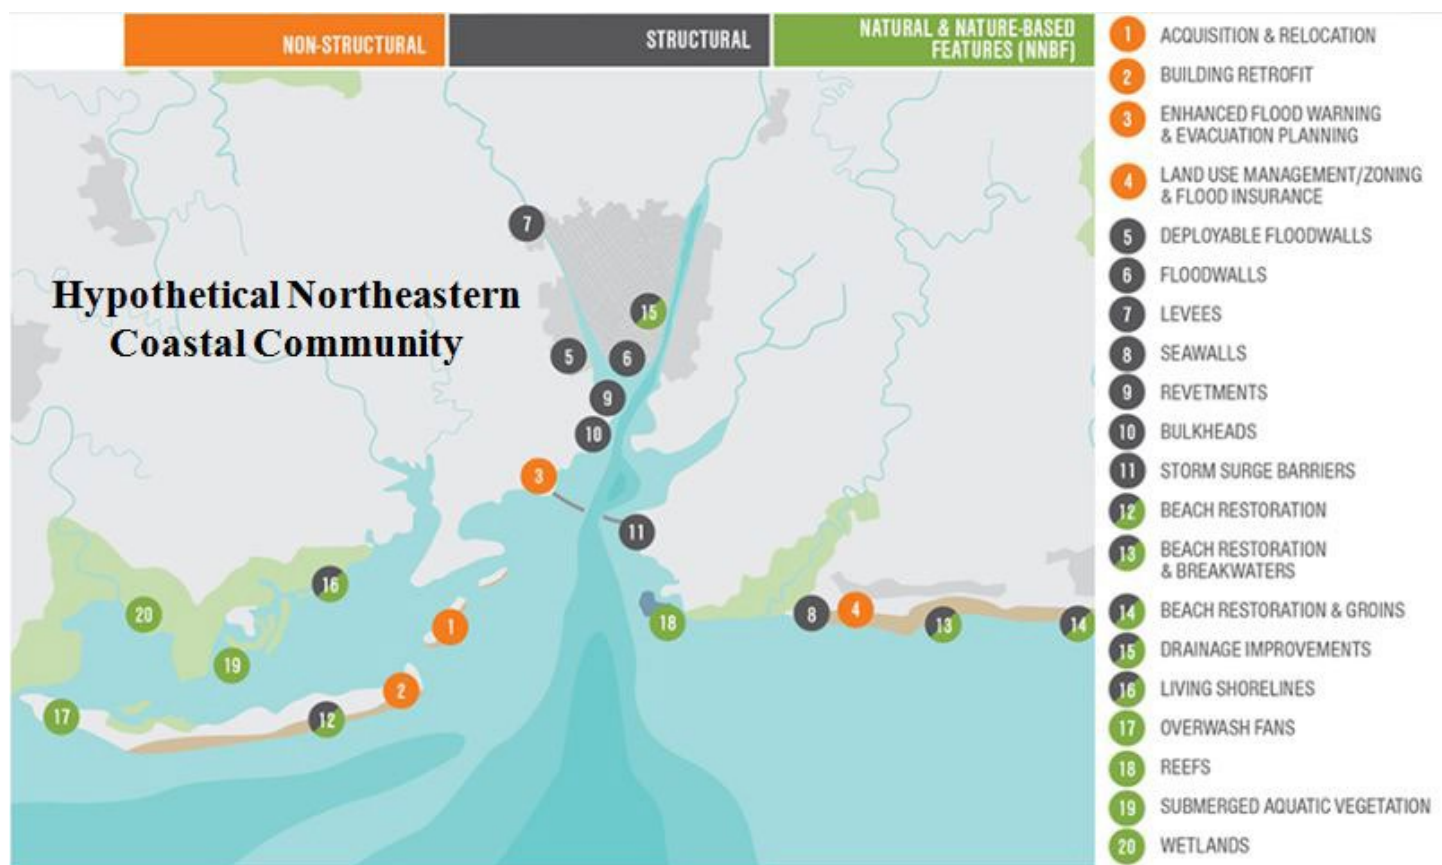 NON-STRUCTURAL
STRUCTURAL
NATURAL & NATURE-BASED
FEATURES (NNBF)
Hypothetical Northeastern
Coastal Community
7
15
5
6
9
10
3
11
16
20
18
8
4
13
14
1
19
2
17
12
1 ACQUISITION & RELOCATION
2 BUILDING RETROFIT
3 ENHANCED FLOOD WARNING
& EVACUATION PLANNING
4 LAND USE MANAGEMENT/ZONING
& FLOOD INSURANCE
5 DEPLOYABLE FLOODWALLS
6 FLOODWALLS
7 LEVEES
8 SEAWALLS
9 REVETMENTS
10 BULKHEADS
11 STORM SURGE BARRIERS
12 BEACH RESTORATION
13 BEACH RESTORATION
& BREAKWATERS
14 BEACH RESTORATION & GROINS
15 DRAINAGE IMPROVEMENTS
16 LIVING SHORELINES
17 OVERWASH FANS
18 REEFS
19 SUBMERGED AQUATIC VEGETATION
20 WETLANDS